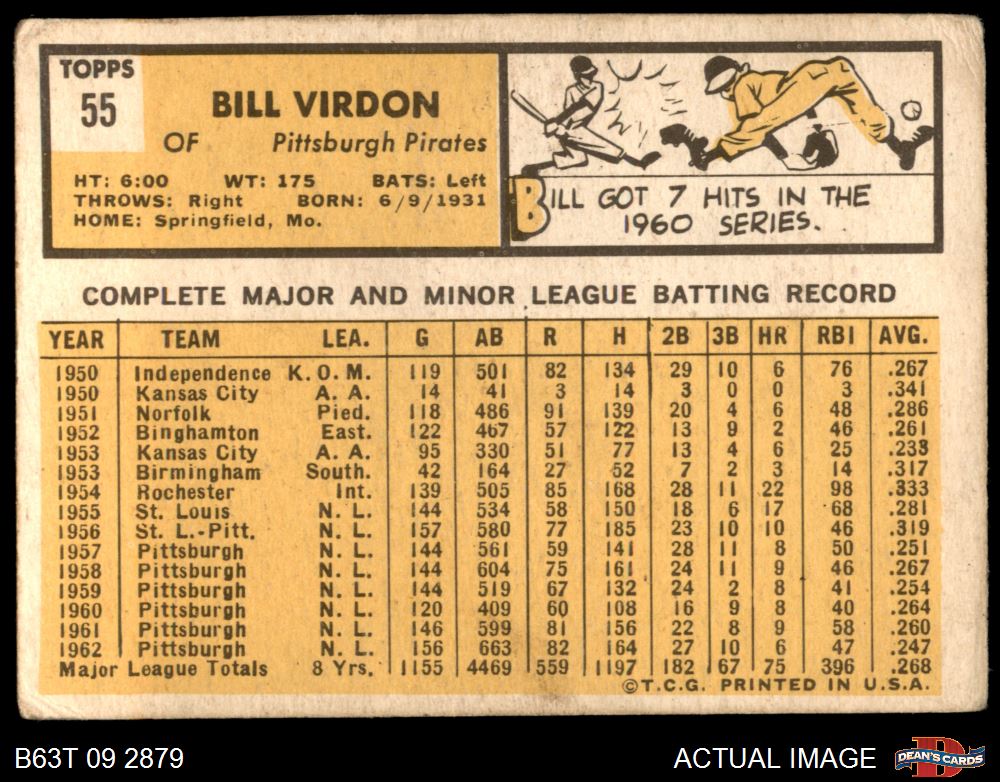 TOPPS
55
BILL VIRDON
OF Pittsburgh Pirates
HT: 6:00 WT: 175 BATS: Left
THROWS: Right BORN: 6/9/1931
HOME: Springfield, Mo.
BILL GOT 7 HITS IN THE
1960 SERIES.
COMPLETE MAJOR AND MINOR LEAGUE BATTING RECORD
YEAR TEAM LEA. G AB R H 2B 3B HR RBI AVG.
1950 Independence K. O. M. 119 501 82 134 29 10 6 76 .267
1950 Kansas City A. A. 14 41 3 14 3 0 0 3 .341
1951 Norfolk Pied. 118 486 91 139 20 4 6 48 .286
1952 Binghamton East. 122 467 57 122 13 9 2 46 .261
1953 Kansas City A. A. 95 330 51 77 13 4 6 25 .233
1953 Birmingham South. 42 164 27 52 7 2 3 14 .317
1954 Rochester Int. 139 505 85 168 28 11 22 98 .333
1955 St. Louis N. L. 144 534 58 150 18 6 17 68 .281
1956 St. L.-Pitt. N. L. 157 580 77 185 23 10 10 46 .319
1957 Pittsburgh N. L. 144 561 59 141 28 11 8 50 .251
1958 Pittsburgh N. L. 144 604 75 161 24 11 9 46 .267
1959 Pittsburgh N. L. 144 519 67 132 24 2 8 41 .254
1960 Pittsburgh N. L. 120 409 60 108 16 9 8 40 .264
1961 Pittsburgh N. L. 146 599 81 156 22 8 9 58 .260
1962 Pittsburgh N. L. 156 663 82 164 27 10 6 47 .247
Major League Totals 8 Yrs. 1155 4469 559 1197 182 67 75 396 .268
©T.C.G. PRINTED IN U.S.A.
B63T 09 2879
ACTUAL IMAGE
D
DEAN'S CARDS